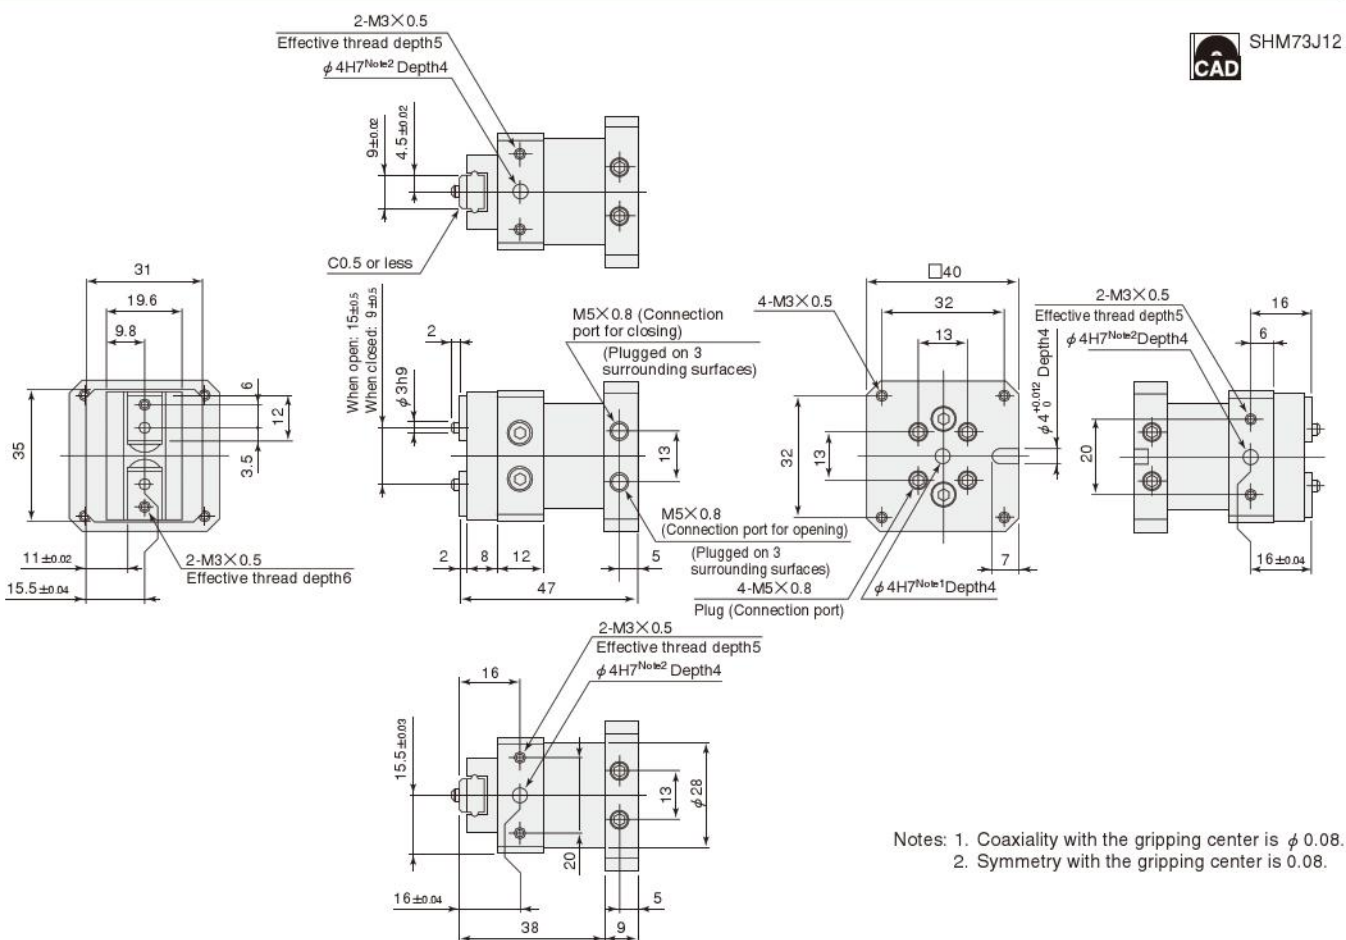 2-M3×0.5
Effective thread depth5
φ4H7Note2 Depth4
9±0.02
4.5±0.02
C0.5 or less
CAD
SHM73J12
31
19.6
9.8
6
12
3.5
35
11±0.02
15.5±0.04
2-M3×0.5
Effective thread depth6
When open: 15±0.5
When closed: 9±0.5
2
φ3h9
M5×0.8 (Connection
port for closing)
(Plugged on 3
surrounding surfaces)
13
M5×0.8
(Connection port for opening)
(Plugged on 3
surrounding surfaces)
2
8
12
5
47
□40
4-M3×0.5
32
13
32
13
φ4 +0.012 0 Depth4
7
4-M5×0.8
Plug (Connection port)
φ4H7Note1 Depth4
2-M3×0.5
Effective thread depth5
φ4H7Note2 Depth4
16
6
20
16±0.04
2-M3×0.5
Effective thread depth5
φ4H7Note2 Depth4
16
15.5±0.03
13
φ28
20
16±0.04
5
38
9
Notes: 1. Coaxiality with the gripping center is φ 0.08.
2. Symmetry with the gripping center is 0.08.